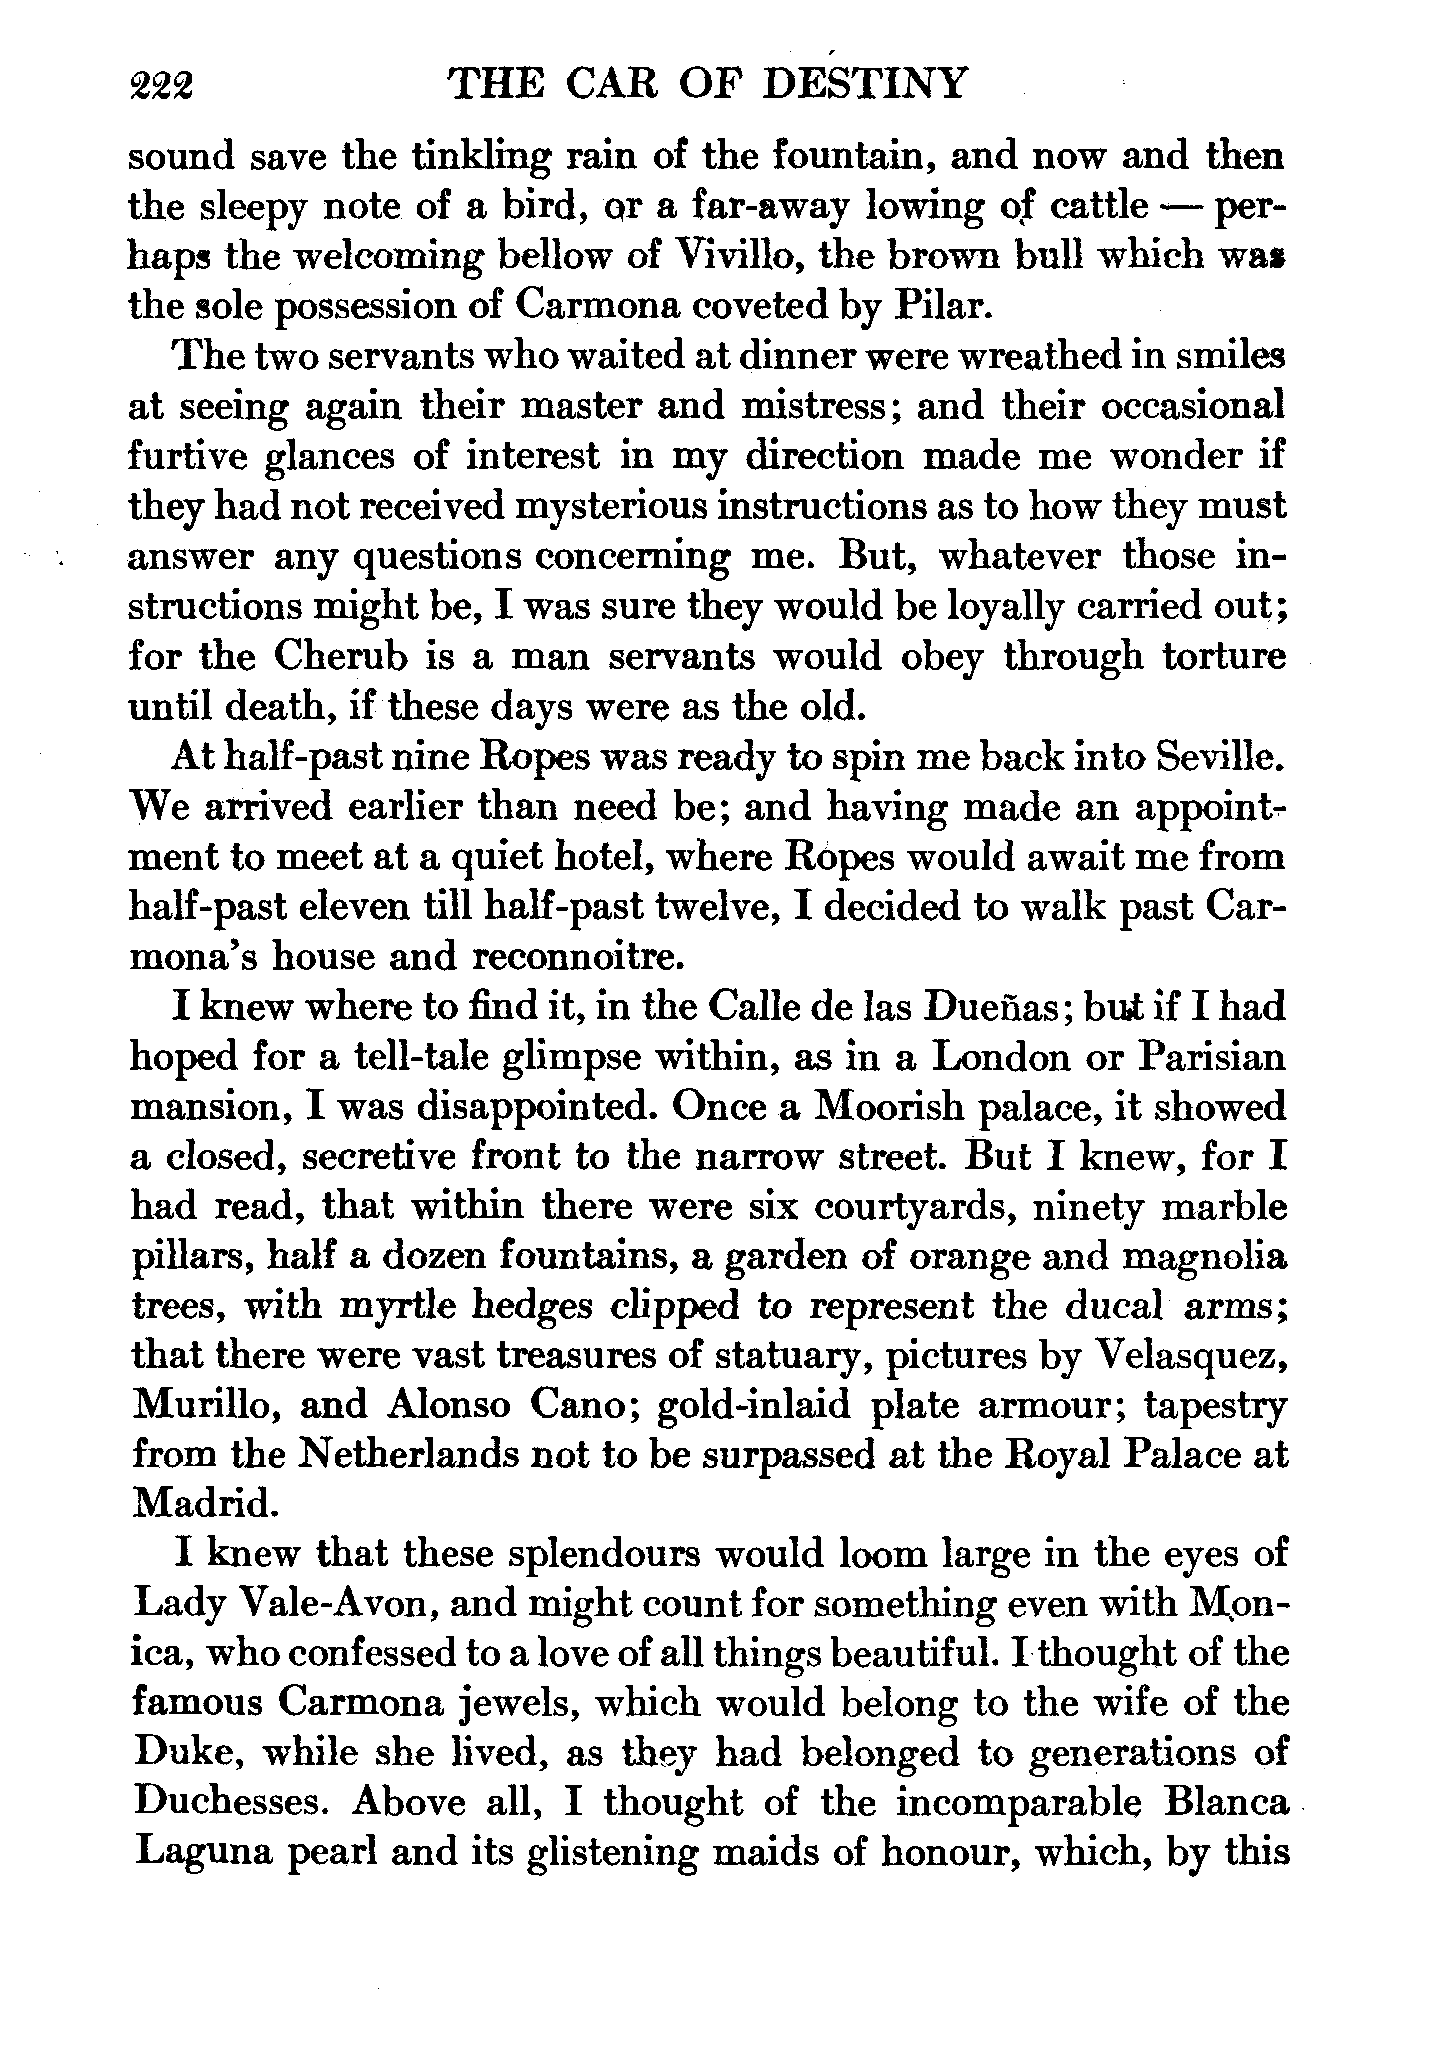 222 THE CAR OF DESTINY
sound save the tinkling rain of the fountain, and now and then
the sleepy note of a bird, or a far-away lowing of cattle — per-
haps the welcoming bellow of Vivillo, the brown bull which was
the sole possession of Carmona coveted by Pilar.
The two servants who waited at dinner were wreathed in smiles
at seeing again their master and mistress; and their occasional
furtive glances of interest in my direction made me wonder if
they had not received mysterious instructions as to how they must
answer any questions concerning me. But, whatever those in-
structions might be, I was sure they would be loyally carried out;
for the Cherub is a man servants would obey through torture
until death, if these days were as the old.
At half-past nine Ropes was ready to spin me back into Seville.
We arrived earlier than need be; and having made an appoint-
ment to meet at a quiet hotel, where Ropes would await me from
half-past eleven till half-past twelve, I decided to walk past Car-
mona's house and reconnoitre.
I knew where to find it, in the Calle de las Dueñas; but if I had
hoped for a tell-tale glimpse within, as in a London or Parisian
mansion, I was disappointed. Once a Moorish palace, it showed
a closed, secretive front to the narrow street. But I knew, for I
had read, that within there were six courtyards, ninety marble
pillars, half a dozen fountains, a garden of orange and magnolia
trees, with myrtle hedges clipped to represent the ducal arms;
that there were vast treasures of statuary, pictures by Velasquez,
Murillo, and Alonso Cano; gold-inlaid plate armour; tapestry
from the Netherlands not to be surpassed at the Royal Palace at
Madrid.
I knew that these splendours would loom large in the eyes of
Lady Vale-Avon, and might count for something even with Mon-
ica, who confessed to a love of all things beautiful. I thought of the
famous Carmona jewels, which would belong to the wife of the
Duke, while she lived, as they had belonged to generations of
Duchesses. Above all, I thought of the incomparable Blanca
Laguna pearl and its glistening maids of honour, which, by this